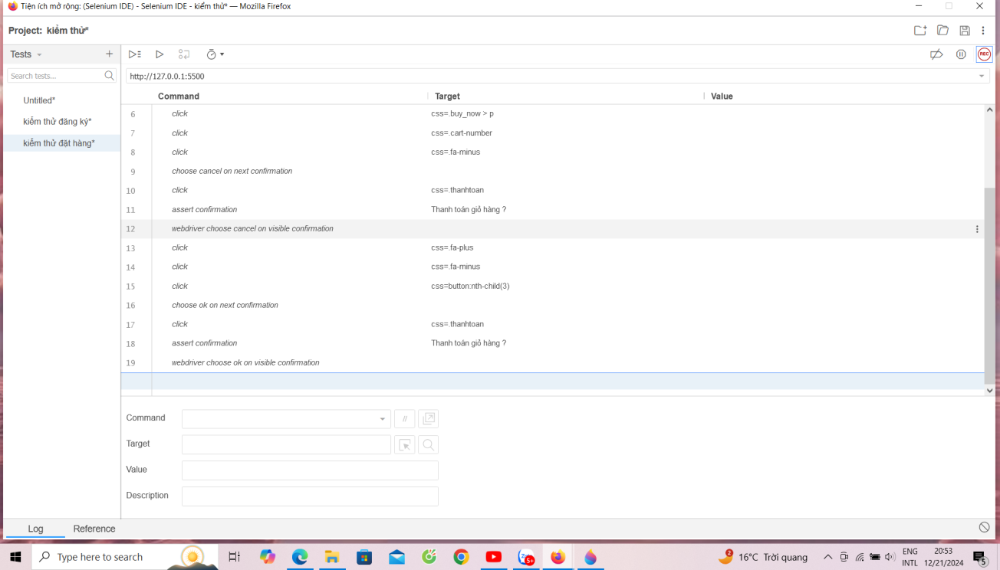 Tiện ích mở rộng: (Selenium IDE) - Selenium IDE - kiểm thử* — Mozilla Firefox
Project: kiểm thử*
Tests
Search tests...
http://127.0.0.1:5500
REC
Untitled*
kiểm thử đăng ký*
kiểm thử đặt hàng*
Command Target Value
6 click css=.buy_now > p
7 click css=.cart-number
8 click css=.fa-minus
9 choose cancel on next confirmation
10 click css=.thanhtoan
11 assert confirmation Thanh toán giỏ hàng ?
12 webdriver choose cancel on visible confirmation
13 click css=.fa-plus
14 click css=.fa-minus
15 click css=button:nth-child(3)
16 choose ok on next confirmation
17 click css=.thanhtoan
18 assert confirmation Thanh toán giỏ hàng ?
19 webdriver choose ok on visible confirmation
Command //
Target
Value
Description
Log Reference
Type here to search
5+
2
16°C Trời quang
ENG
INTL
20:53
12/21/2024
5